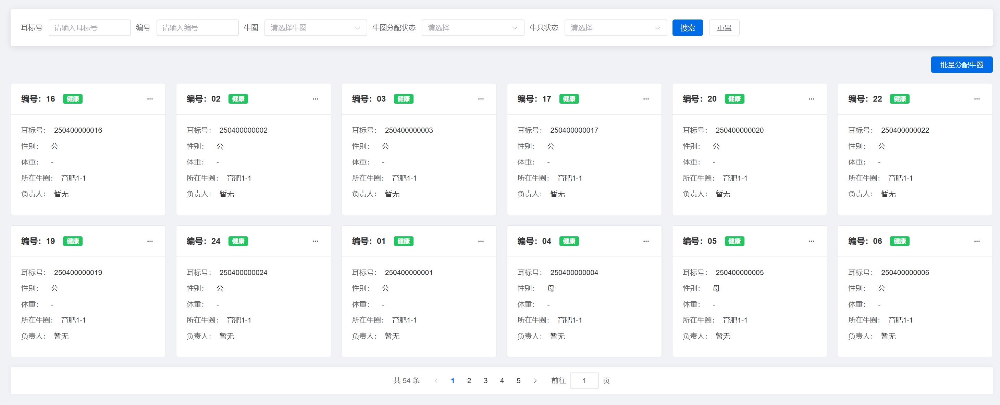 耳标号 请输入耳标号 编号 请输入编号 牛圈 请选择牛圈 牛圈分配状态 请选择 牛只状态 请选择 搜索 重置
批量分配牛圈
编号：16 健康 ···
耳标号： 250400000016
性别： 公
体重： -
所在牛圈： 育肥1-1
负责人： 暂无
编号：02 健康 ···
耳标号： 250400000002
性别： 公
体重： -
所在牛圈： 育肥1-1
负责人： 暂无
编号：03 健康 ···
耳标号： 250400000003
性别： 公
体重： -
所在牛圈： 育肥1-1
负责人： 暂无
编号：17 健康 ···
耳标号： 250400000017
性别： 公
体重： -
所在牛圈： 育肥1-1
负责人： 暂无
编号：20 健康 ···
耳标号： 250400000020
性别： 公
体重： -
所在牛圈： 育肥1-1
负责人： 暂无
编号：22 健康 ···
耳标号： 250400000022
性别： 公
体重： -
所在牛圈： 育肥1-1
负责人： 暂无
编号：19 健康 ···
耳标号： 250400000019
性别： 公
体重： -
所在牛圈： 育肥1-1
负责人： 暂无
编号：24 健康 ···
耳标号： 250400000024
性别： 公
体重： -
所在牛圈： 育肥1-1
负责人： 暂无
编号：01 健康 ···
耳标号： 250400000001
性别： 公
体重： -
所在牛圈： 育肥1-1
负责人： 暂无
编号：04 健康 ···
耳标号： 250400000004
性别： 母
体重： -
所在牛圈： 育肥1-1
负责人： 暂无
编号：05 健康 ···
耳标号： 250400000005
性别： 母
体重： -
所在牛圈： 育肥1-1
负责人： 暂无
编号：06 健康 ···
耳标号： 250400000006
性别： 公
体重： -
所在牛圈： 育肥1-1
负责人： 暂无
共 54 条 < 1 2 3 4 5 > 前往 1 页